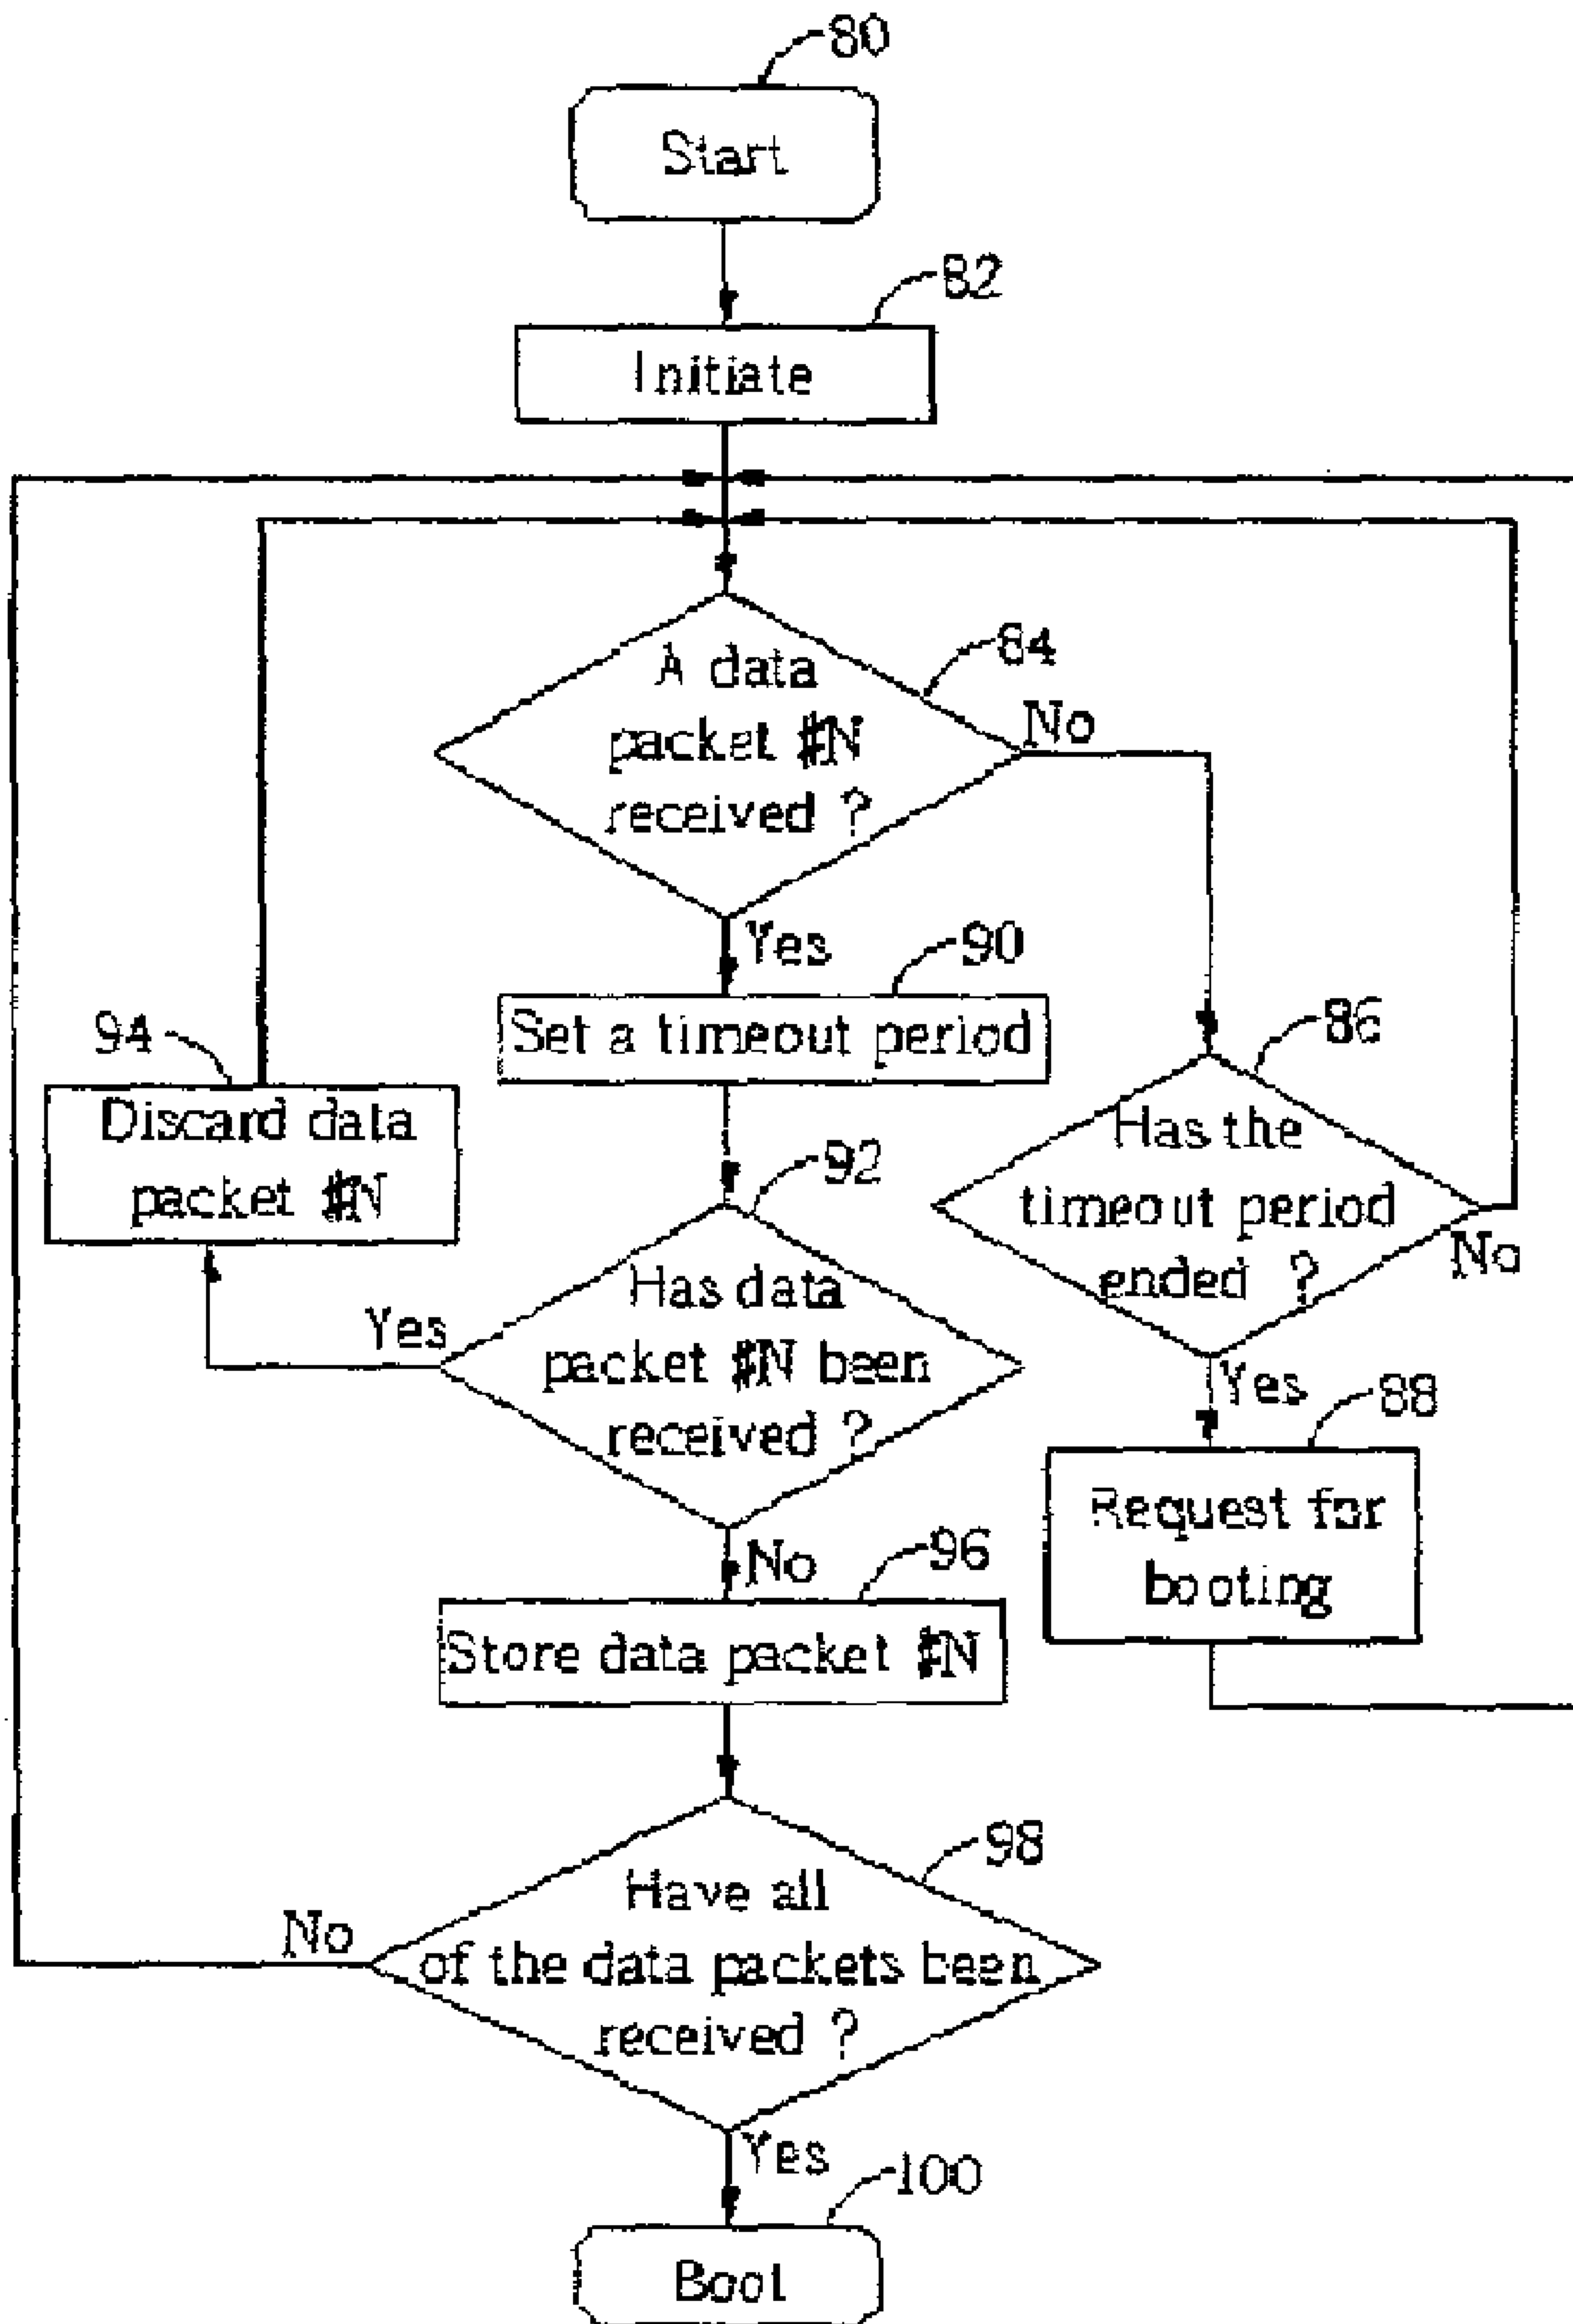 80
Start
82
Initiate
84
A data
packet #N
received ?
No
Yes
90
Set a timeout period
94
Discard data
packet #N
86
Has the
timeout period
ended ?
No
92
Has data
packet #N been
received ?
Yes
Yes
88
Request for
booting
No
96
Store data packet #N
98
Have all
of the data packets been
received ?
No
Yes
100
Boot